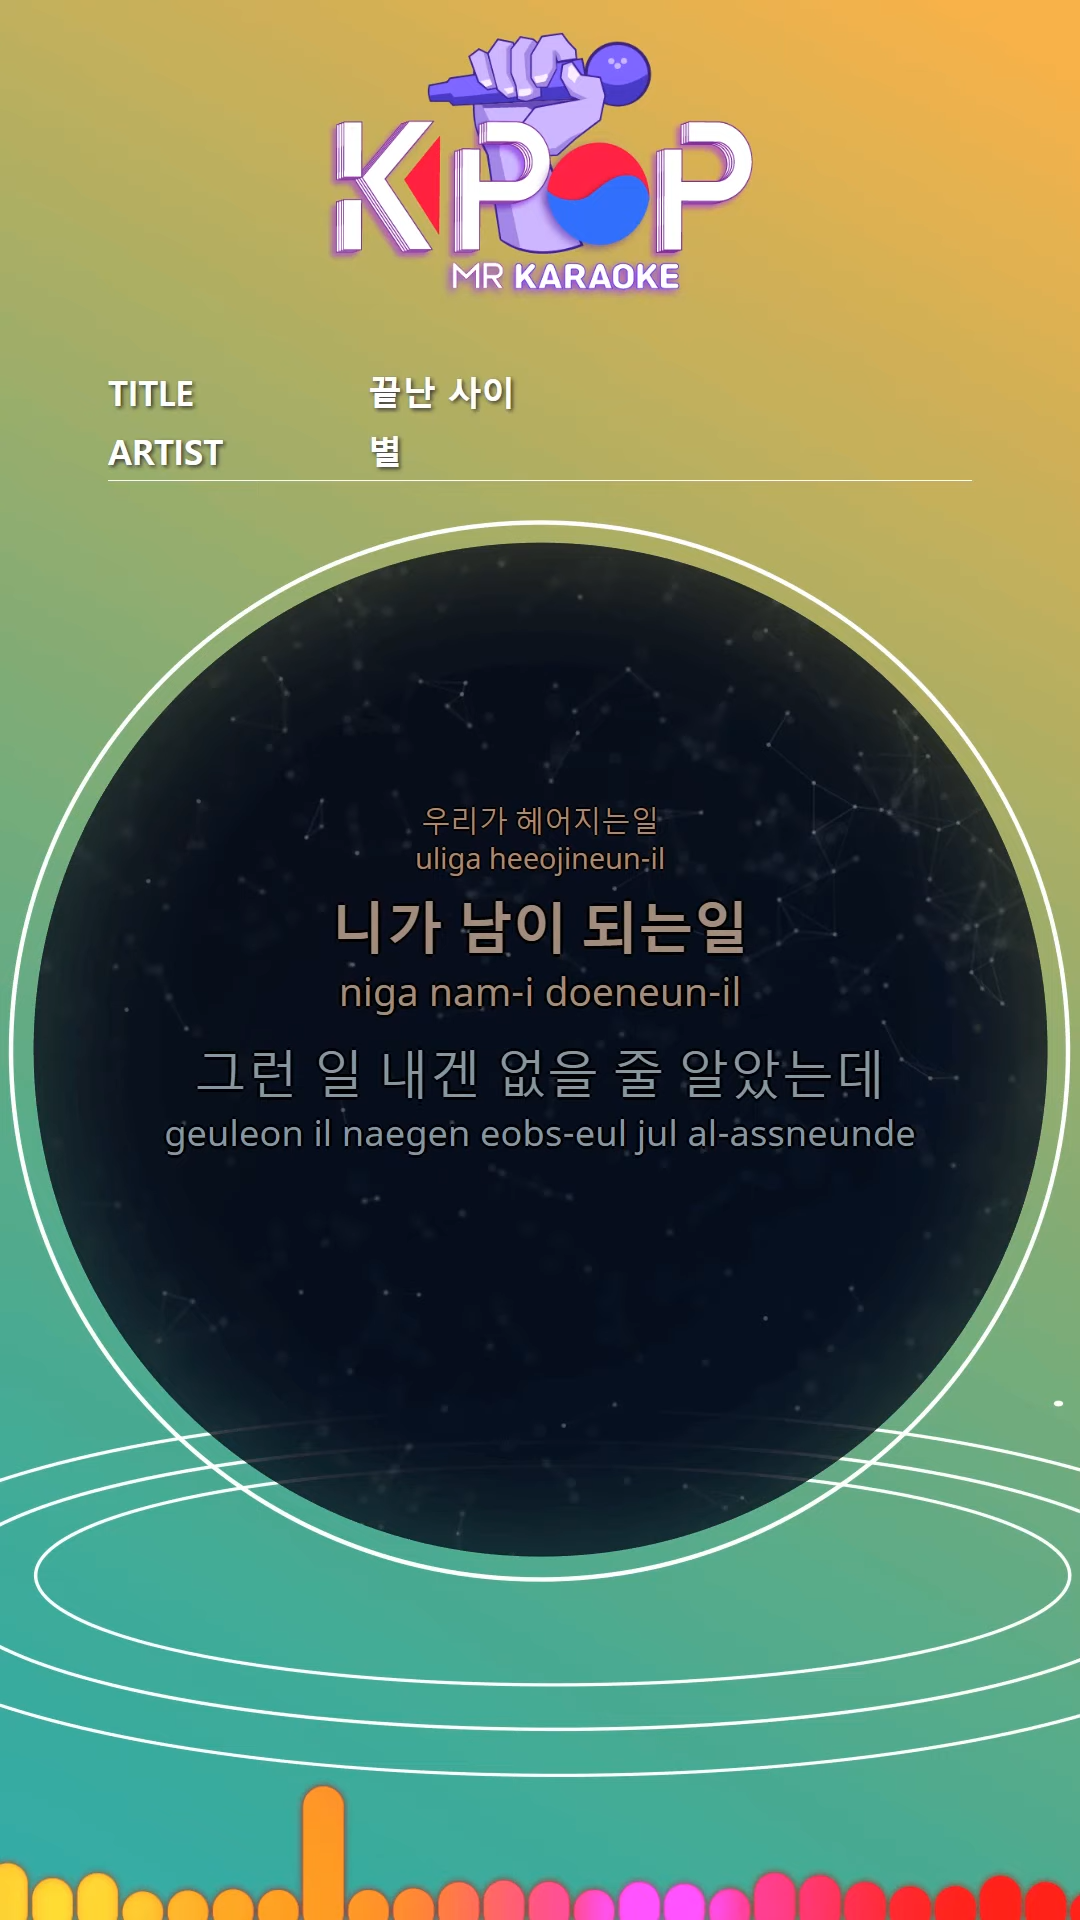 KPOP
MR KARAOKE
TITLE 끝난 사이
ARTIST 별
우리가 헤어지는일
uliga heeojineun-il
니가 남이 되는일
niga nam-i doeneun-il
그런 일 내겐 없을 줄 알았는데
geuleon il naegen eobs-eul jul al-assneunde